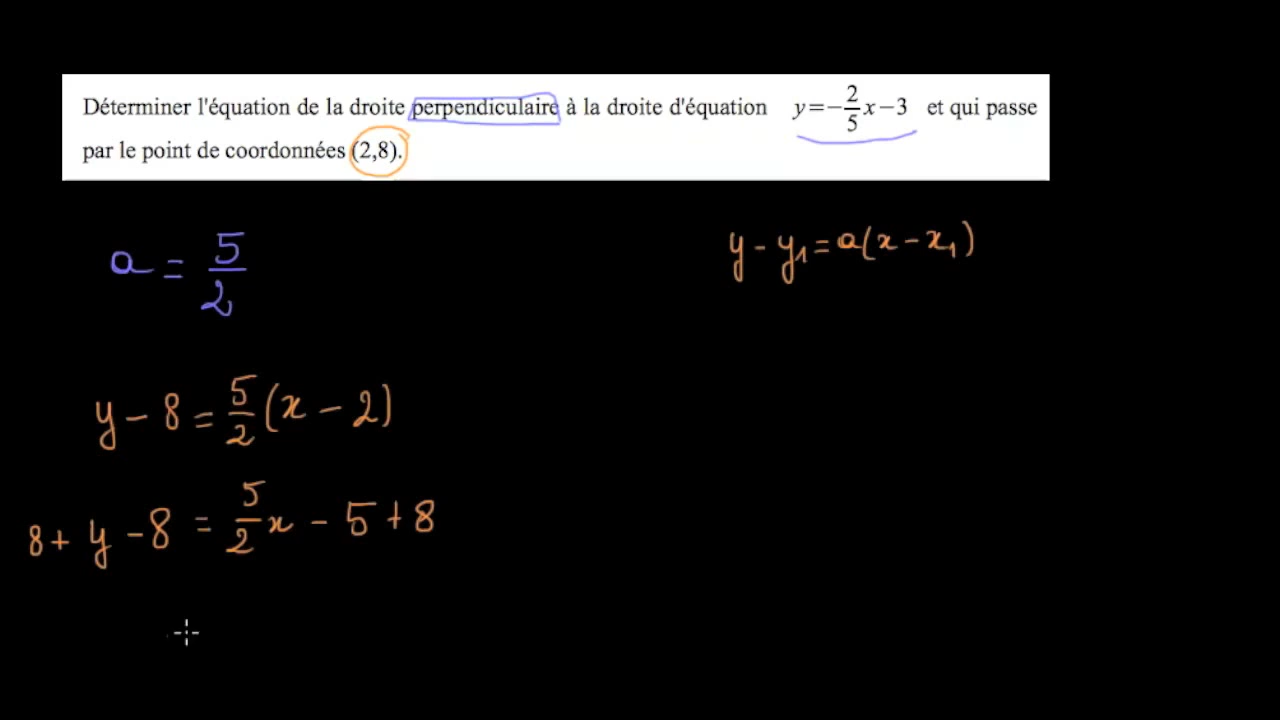 Déterminer l'équation de la droite perpendiculaire à la droite d'équation y=-2/5x-3 et qui passe
par le point de coordonnées (2,8).
a = 5/2
y - y₁ = a(x - x₁)
y - 8 = 5/2(x - 2)
8 + y - 8 = 5/2x - 5 + 8